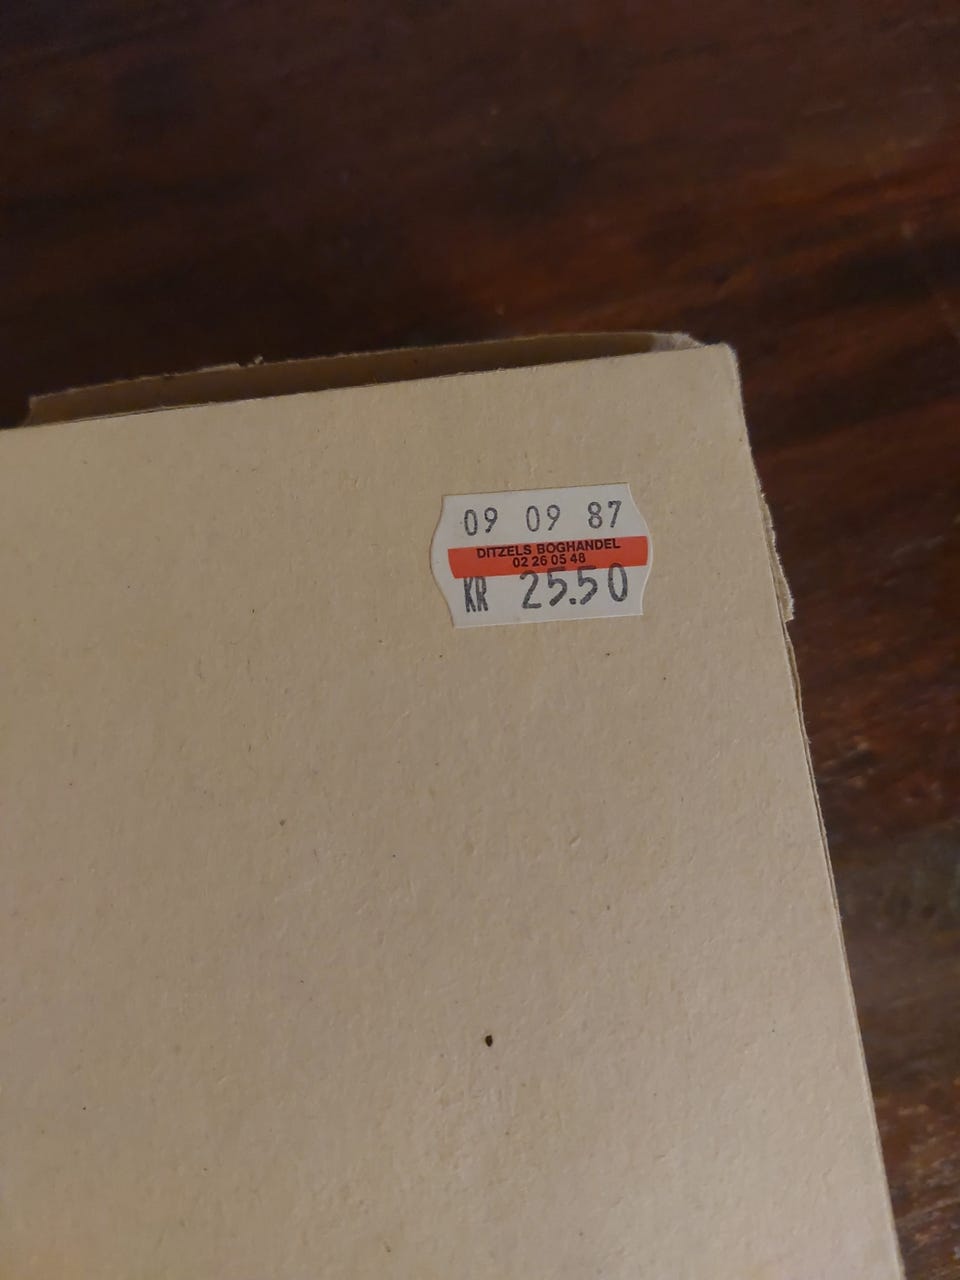 09 09 87
DITZELS BOGHANDEL
02 26 05 48
KR 25.50